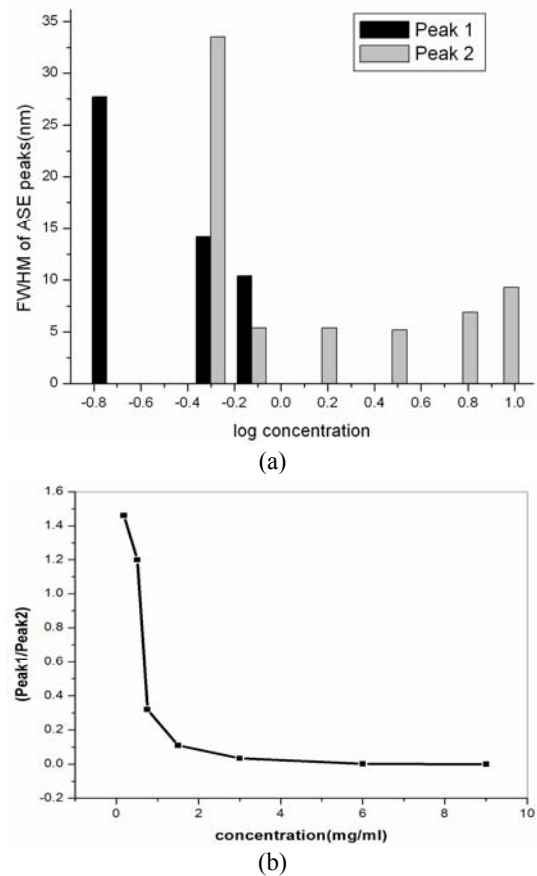 35
30
25
20
15
10
5
0
FWHM of ASE peaks(nm)
Peak 1
Peak 2
-0.8 -0.6 -0.4 -0.2 0.0 0.2 0.4 0.6 0.8 1.0
log concentration
(a)
1.6
1.4
1.2
1.0
0.8
0.6
0.4
0.2
0.0
-0.2
(Peak1/Peak2)
0 2 4 6 8 10
concentration(mg/ml)
(b)